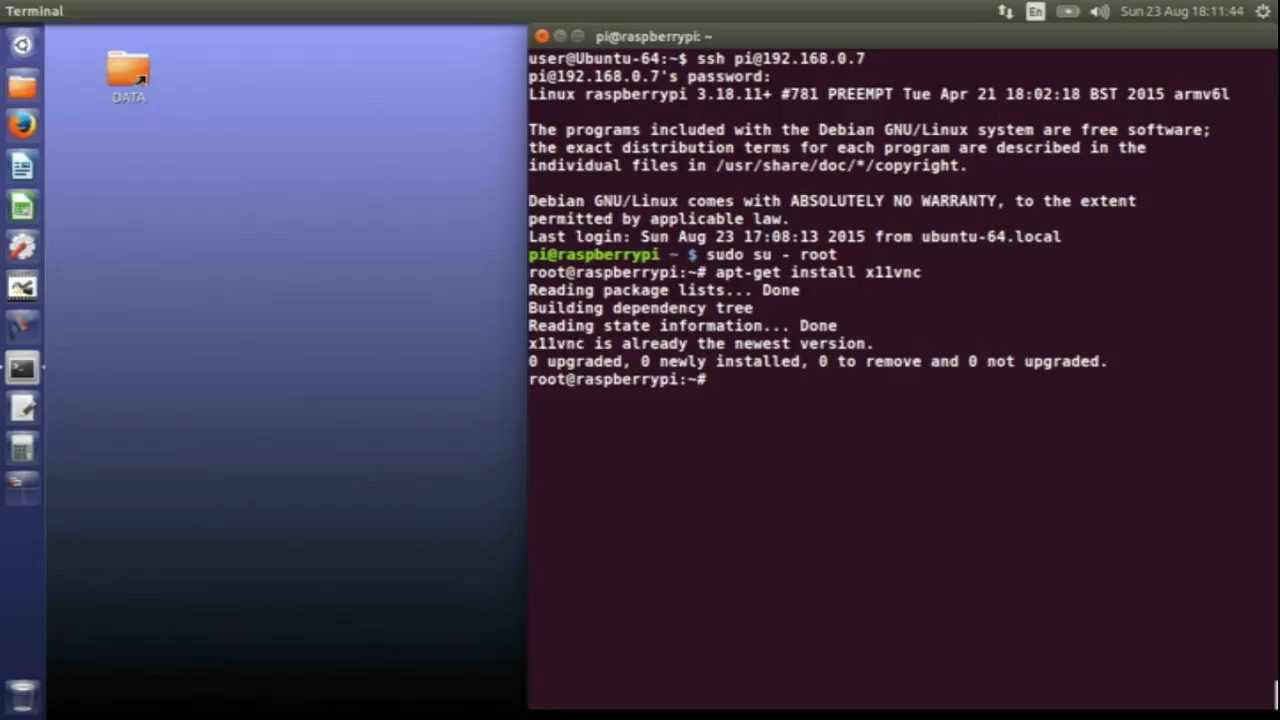 Terminal
En
Sun 23 Aug 18:11:44
DATA
pi@raspberrypi: ~
user@Ubuntu-64:~$ ssh pi@192.168.0.7
pi@192.168.0.7's password:
Linux raspberrypi 3.18.11+ #781 PREEMPT Tue Apr 21 18:02:18 BST 2015 armv6l
The programs included with the Debian GNU/Linux system are free software;
the exact distribution terms for each program are described in the
individual files in /usr/share/doc/*/copyright.
Debian GNU/Linux comes with ABSOLUTELY NO WARRANTY, to the extent
permitted by applicable law.
Last login: Sun Aug 23 17:08:13 2015 from ubuntu-64.local
pi@raspberrypi ~ $ sudo su - root
root@raspberrypi:~# apt-get install x11vnc
Reading package lists... Done
Building dependency tree
Reading state information... Done
x11vnc is already the newest version.
0 upgraded, 0 newly installed, 0 to remove and 0 not upgraded.
root@raspberrypi:~#